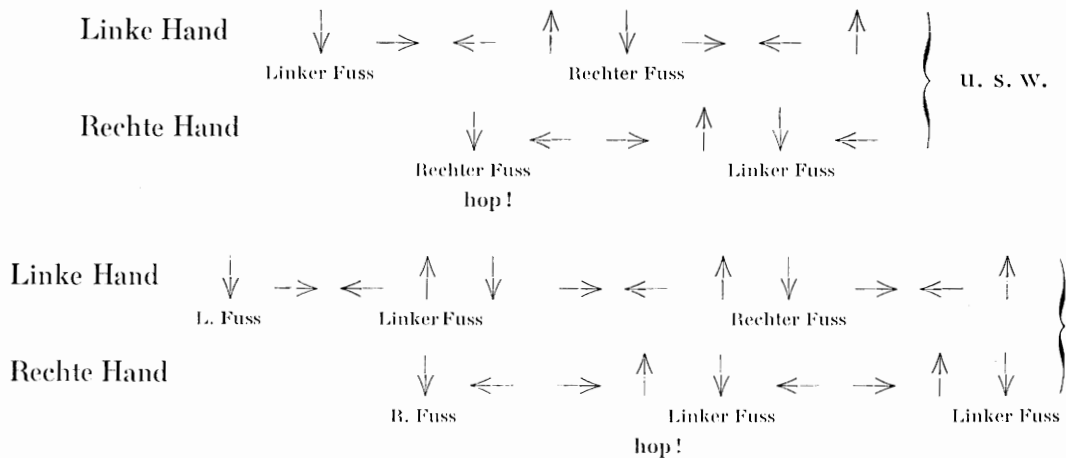 Linke Hand ↓ → ← ↑ ↓ → ← ↑
Linker Fuss Rechter Fuss
u. s. w.
Rechte Hand ↓ ← → ↑ ↓ ←
Rechter Fuss Linker Fuss
hop!
Linke Hand ↓ → ← ↑ ↓ → ← ↑ ↓ → ← ↑
L. Fuss Linker Fuss Rechter Fuss
Rechte Hand ↓ ← → ↑ ↓ ← → ↑ ↓
R. Fuss Linker Fuss Linker Fuss
hop!